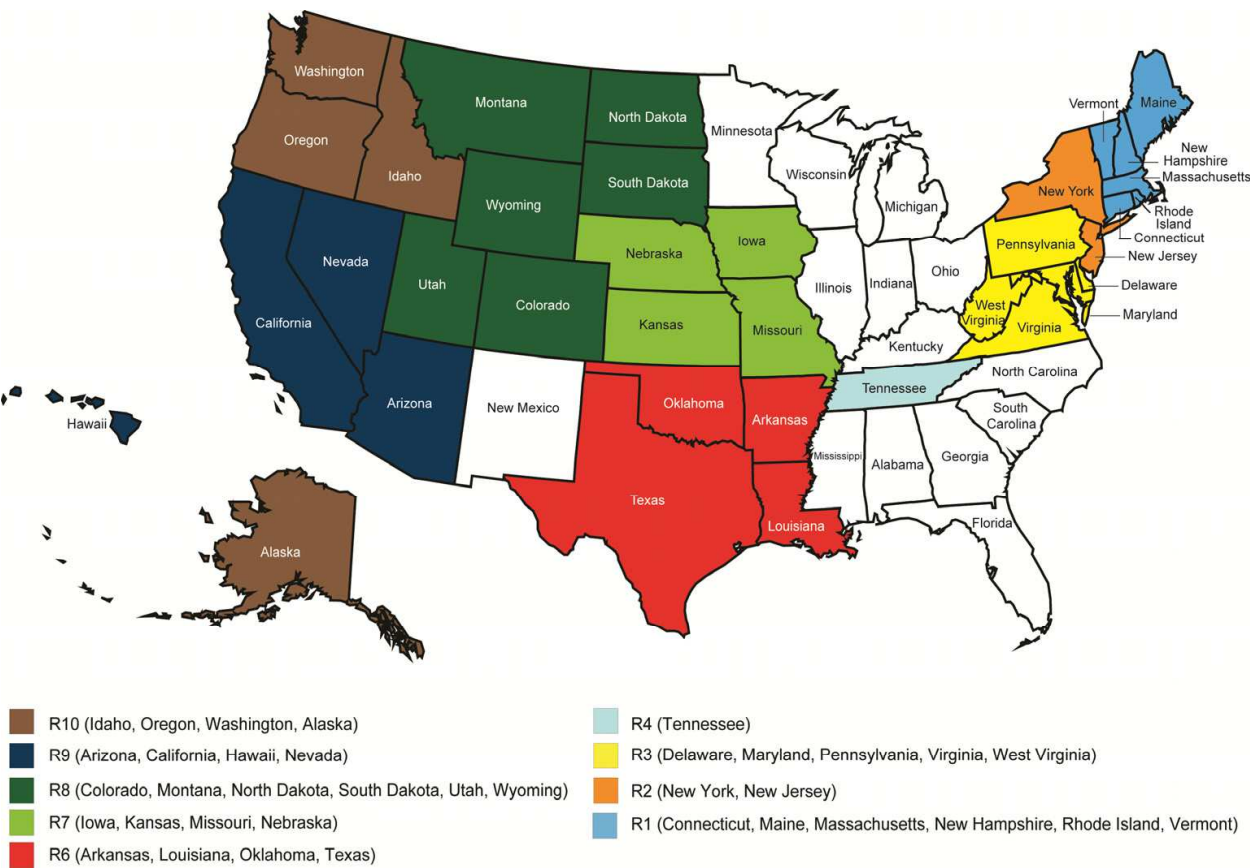 Washington
Montana
North Dakota
Minnesota
Vermont
Maine
Oregon
Idaho
South Dakota
Wisconsin
Michigan
New York
New
Hampshire
Massachusetts
Rhode
Island
Connecticut
New Jersey
Wyoming
Nebraska
Iowa
Pennsylvania
Nevada
Utah
Colorado
Illinois
Indiana
Ohio
Delaware
Maryland
California
Kansas
Missouri
West
Virginia
Virginia
Kentucky
North Carolina
Tennessee
Arizona
New Mexico
Oklahoma
Arkansas
South
Carolina
Hawaii
Mississippi
Alabama
Georgia
Texas
Louisiana
Florida
Alaska
R10 (Idaho, Oregon, Washington, Alaska)
R9 (Arizona, California, Hawaii, Nevada)
R8 (Colorado, Montana, North Dakota, South Dakota, Utah, Wyoming)
R7 (Iowa, Kansas, Missouri, Nebraska)
R6 (Arkansas, Louisiana, Oklahoma, Texas)
R4 (Tennessee)
R3 (Delaware, Maryland, Pennsylvania, Virginia, West Virginia)
R2 (New York, New Jersey)
R1 (Connecticut, Maine, Massachusetts, New Hampshire, Rhode Island, Vermont)